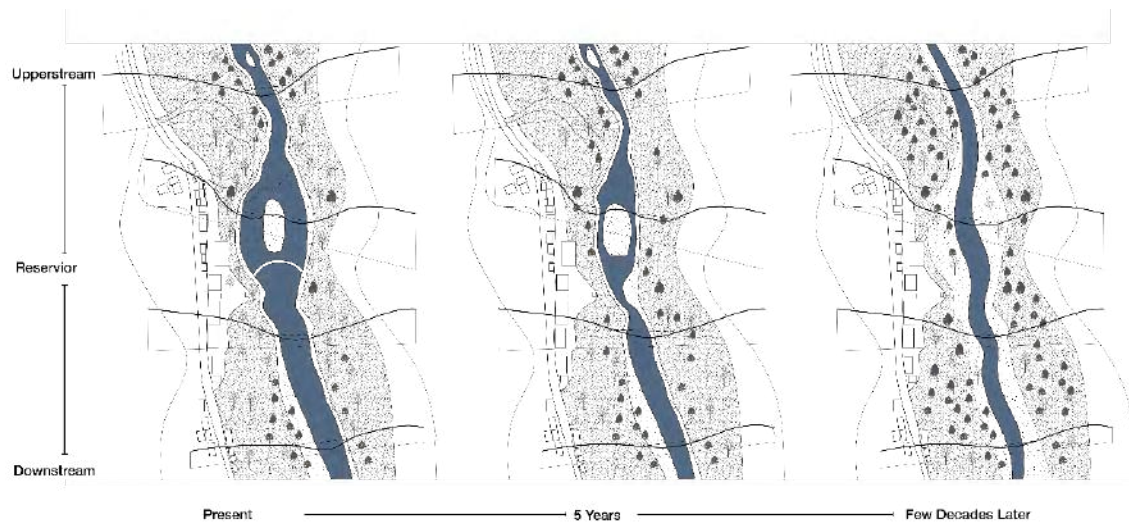 Upperstream
Reservior
Downstream
Present
5 Years
Few Decades Later